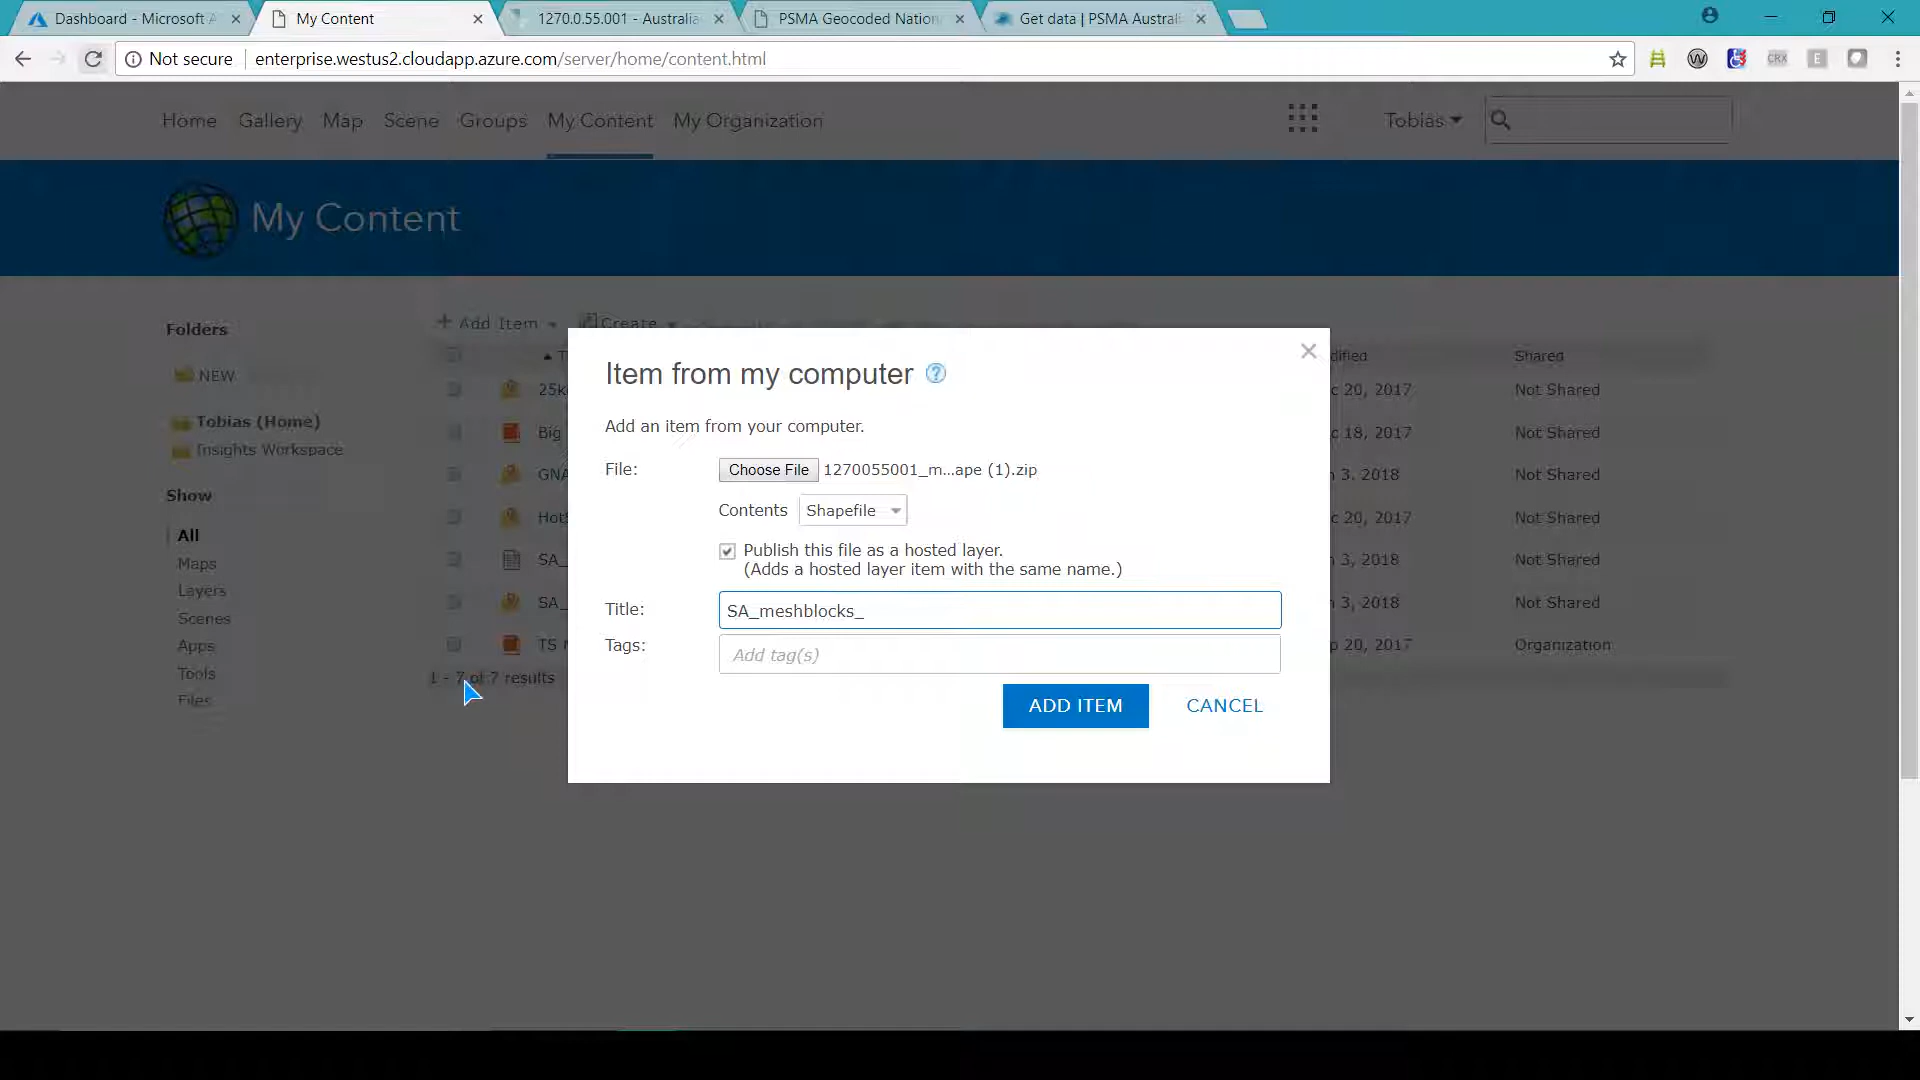 Dashboard - Microsoft A
My Content
1270.0.55.001 - Australia
PSMA Geocoded Nation
Get data | PSMA Austral
Not secure
enterprise.westus2.cloudapp.azure.com/server/home/content.html
CRX
E
Home
Gallery
Map
Scene
Groups
My Content
My Organization
Tobias
My Content
Folders
NEW
Tobias (Home)
Insights Workspace
Show
All
Maps
Layers
Scenes
Apps
Tools
Files
Add Item
Create
Shared
25k
c 20, 2017
Not Shared
Big
c 18, 2017
Not Shared
GNA
3, 2018
Not Shared
HotS
c 20, 2017
Not Shared
SA_
3, 2018
Not Shared
SA_
n 3, 2018
Not Shared
TS M
p 20, 2017
Organization
1 - 7 of 7 results
Item from my computer ?
Add an item from your computer.
File:
Choose File 1270055001_m...ape (1).zip
Contents Shapefile
Publish this file as a hosted layer.
(Adds a hosted layer item with the same name.)
Title:
SA_meshblocks_
Tags:
Add tag(s)
ADD ITEM
CANCEL